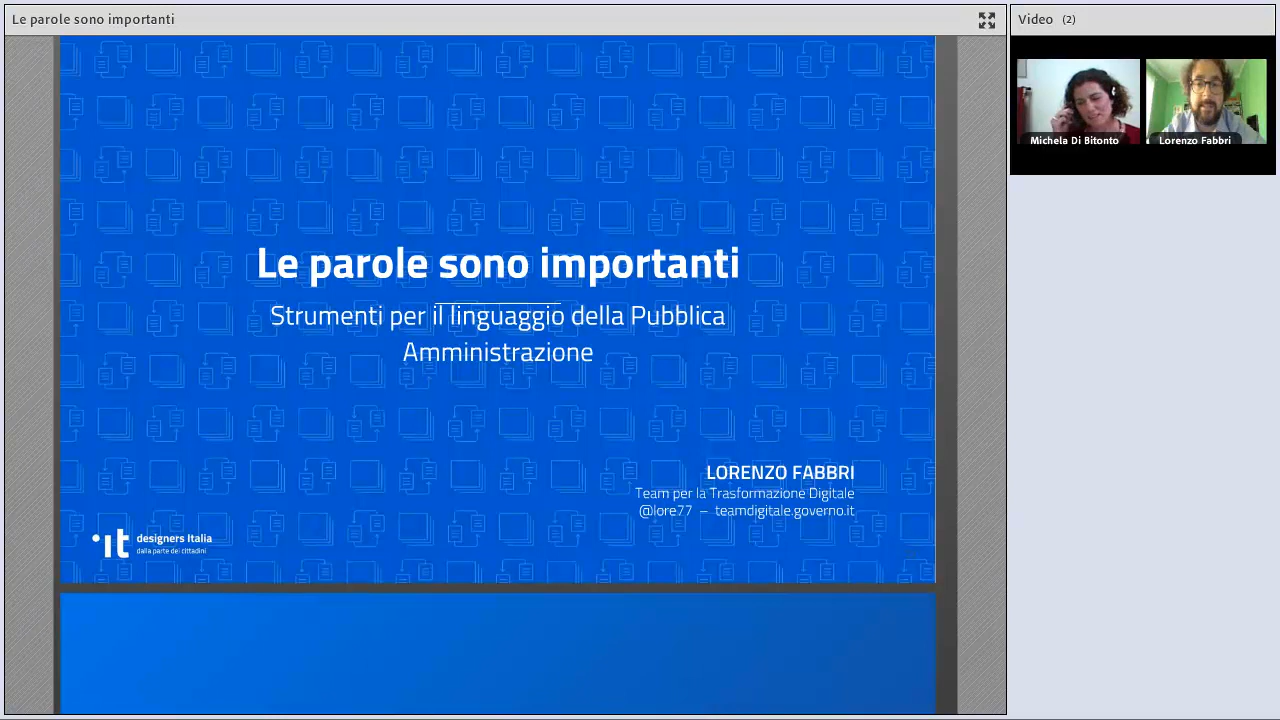 Le parole sono importanti
Video (2)
Michela Di Bitonto
Lorenzo Fabbri
Le parole sono importanti
Strumenti per il linguaggio della Pubblica
Amministrazione
LORENZO FABBRI
Team per la Trasformazione Digitale
@lore77 – teamdigitale.governo.it
.it designers Italia
dalla parte dei cittadini